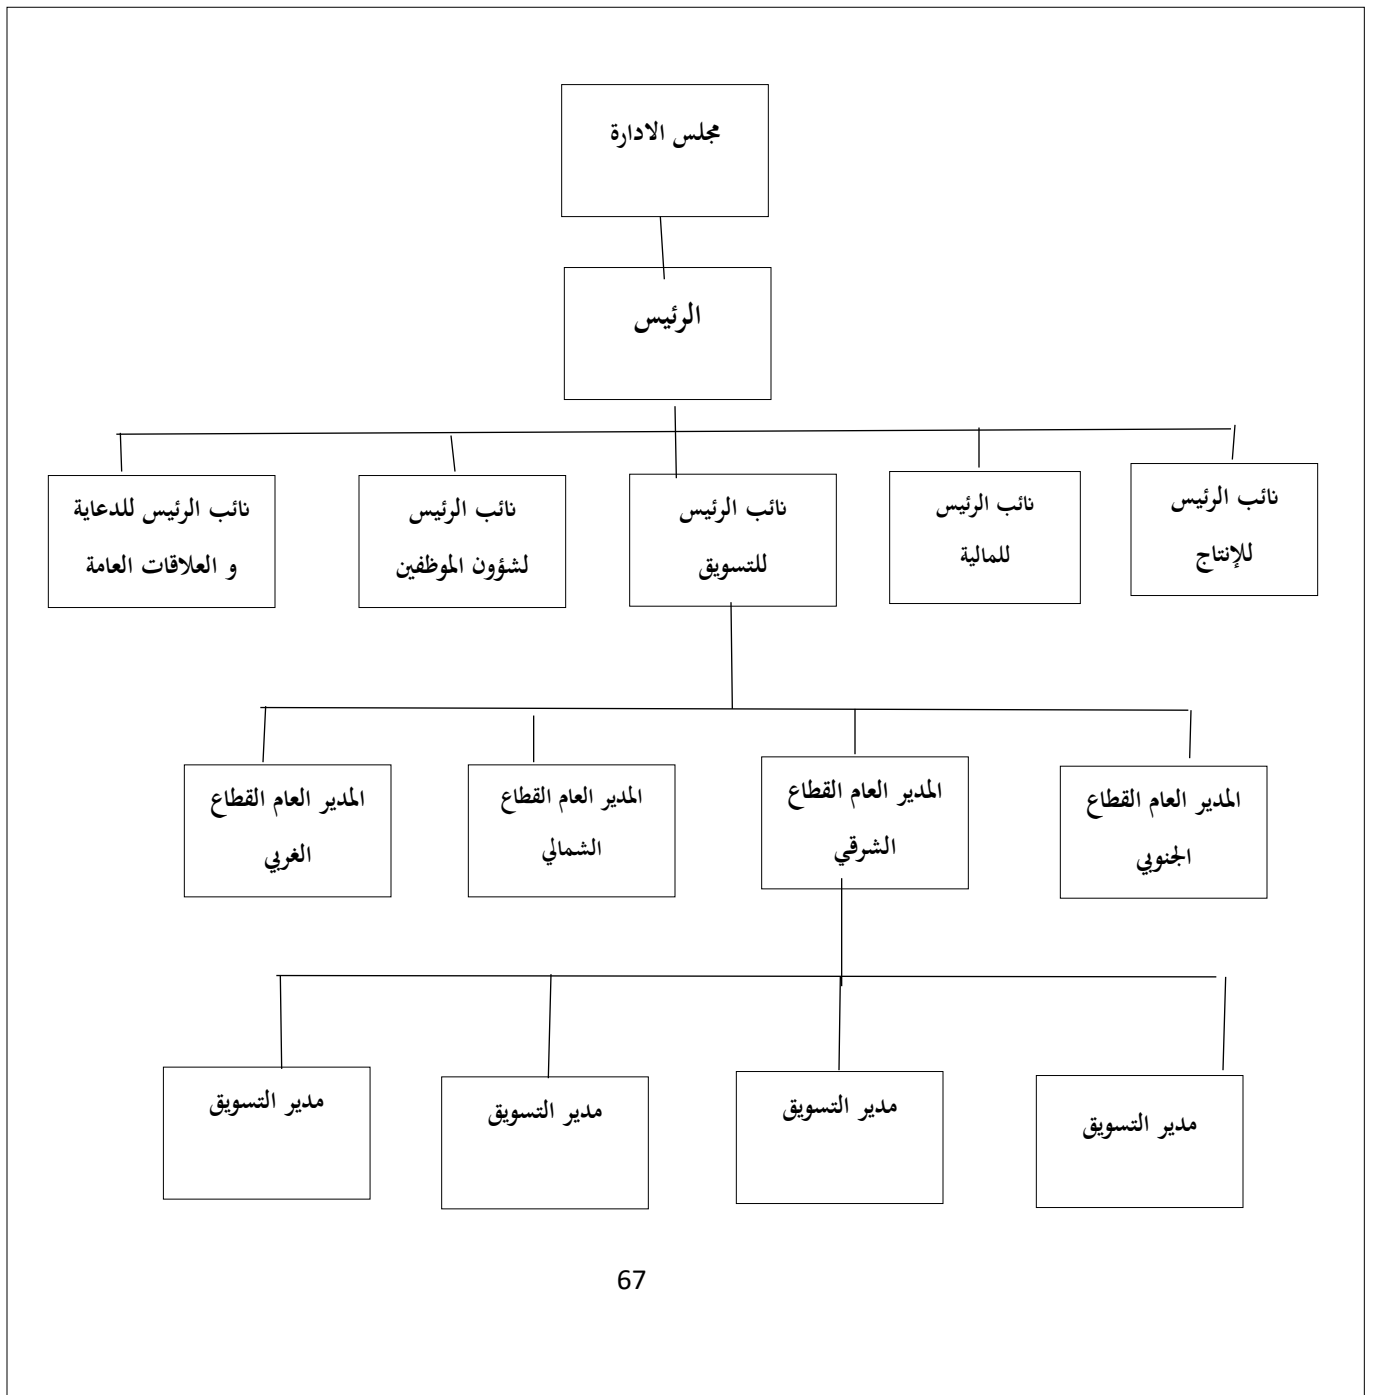 مجلس الادارة
الرئيس
نائب الرئيس
للإنتاج
نائب الرئيس
للمالية
نائب الرئيس
للتسويق
نائب الرئيس
لشؤون الموظفين
نائب الرئيس للدعاية
و العلاقات العامة
المدير العام القطاع
الجنوبي
المدير العام القطاع
الشرقي
المدير العام القطاع
الشمالي
المدير العام القطاع
الغربي
مدير التسويق
مدير التسويق
مدير التسويق
مدير التسويق
67